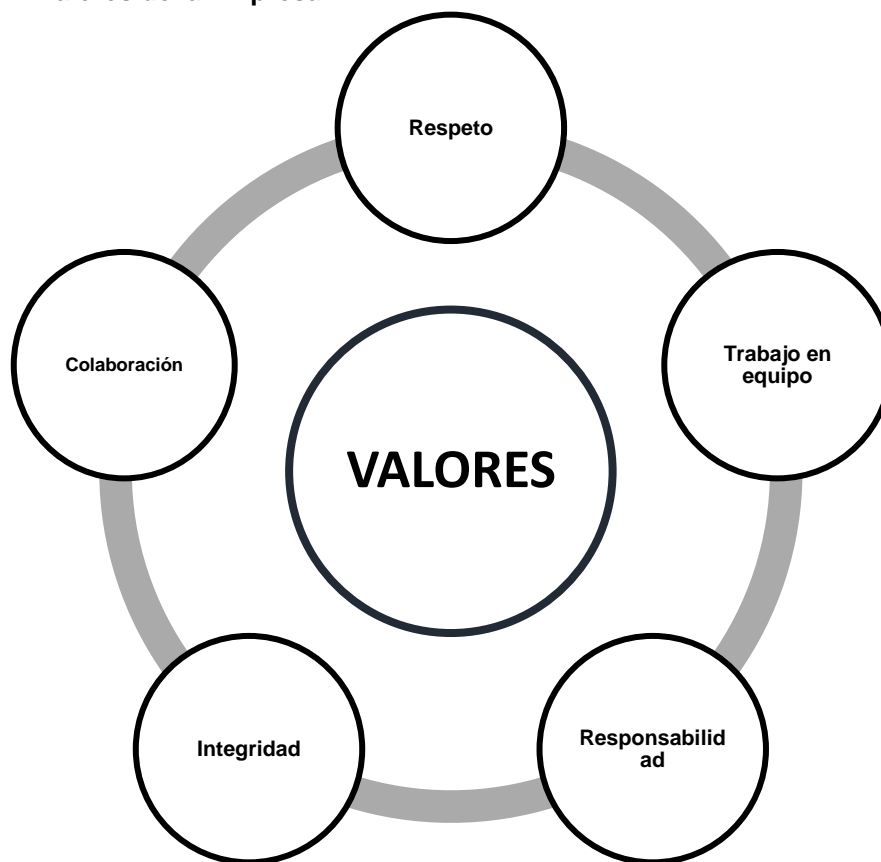 Respeto
Colaboración
Trabajo en
equipo
VALORES
Integridad
Responsabilid
ad